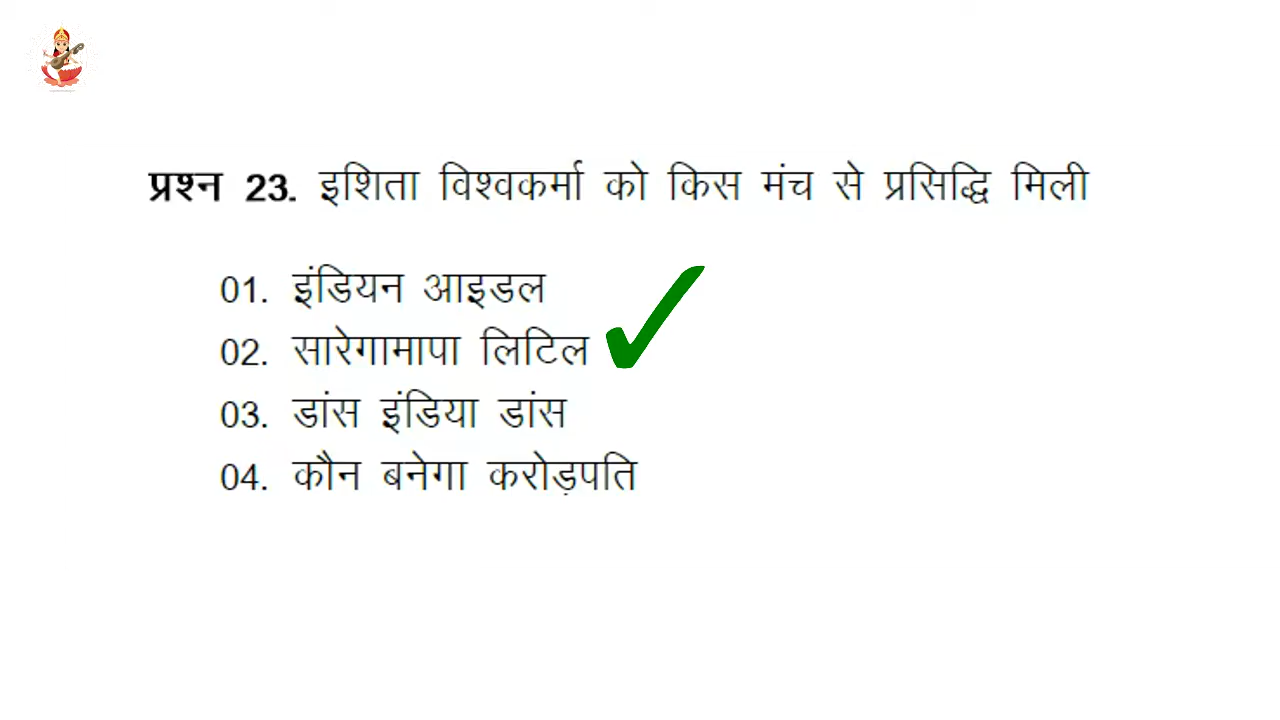 प्रश्न 23. इशिता विश्वकर्मा को किस मंच से प्रसिद्धि मिली
01. इंडियन आइडल
02. सारेगामापा लिटिल
03. डांस इंडिया डांस
04. कौन बनेगा करोड़पति